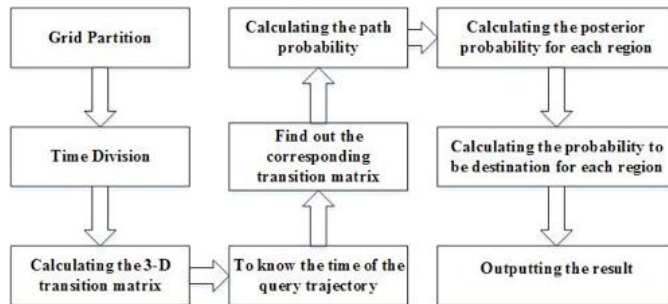 Grid Partition
Time Division
Calculating the 3-D
transition matrix
To know the time of the
query trajectory
Find out the
corresponding
transition matrix
Calculating the path
probability
Calculating the posterior
probability for each region
Calculating the probability to
be destination for each region
Outputting the result